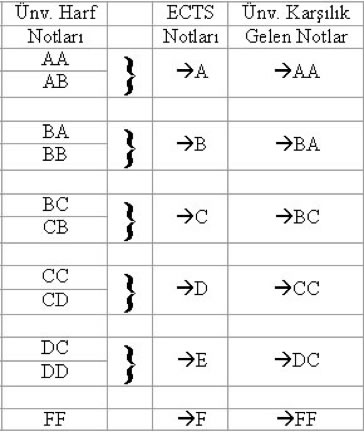 Ünv. Harf ECTS Ünv. Karşılık
Notları Notları Gelen Notlar
AA
AB } →A →AA
BA
BB } →B →BA
BC
CB } →C →BC
CC
CD } →D →CC
DC
DD } →E →DC
FF →F →FF